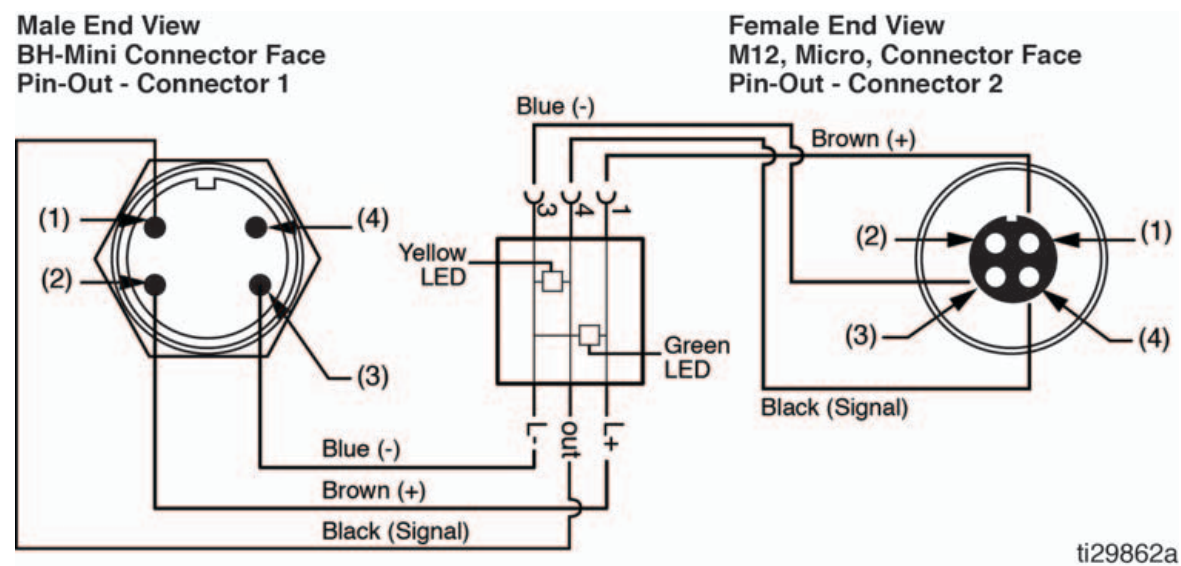 Male End View
BH-Mini Connector Face
Pin-Out - Connector 1
Female End View
M12, Micro, Connector Face
Pin-Out - Connector 2
Blue (-)
Brown (+)
(1)
(4)
(2)
(3)
3
4
1
Yellow
LED
Green
LED
L-
out
L+
(2)
(1)
(3)
(4)
Black (Signal)
Blue (-)
Brown (+)
Black (Signal)
ti29862a